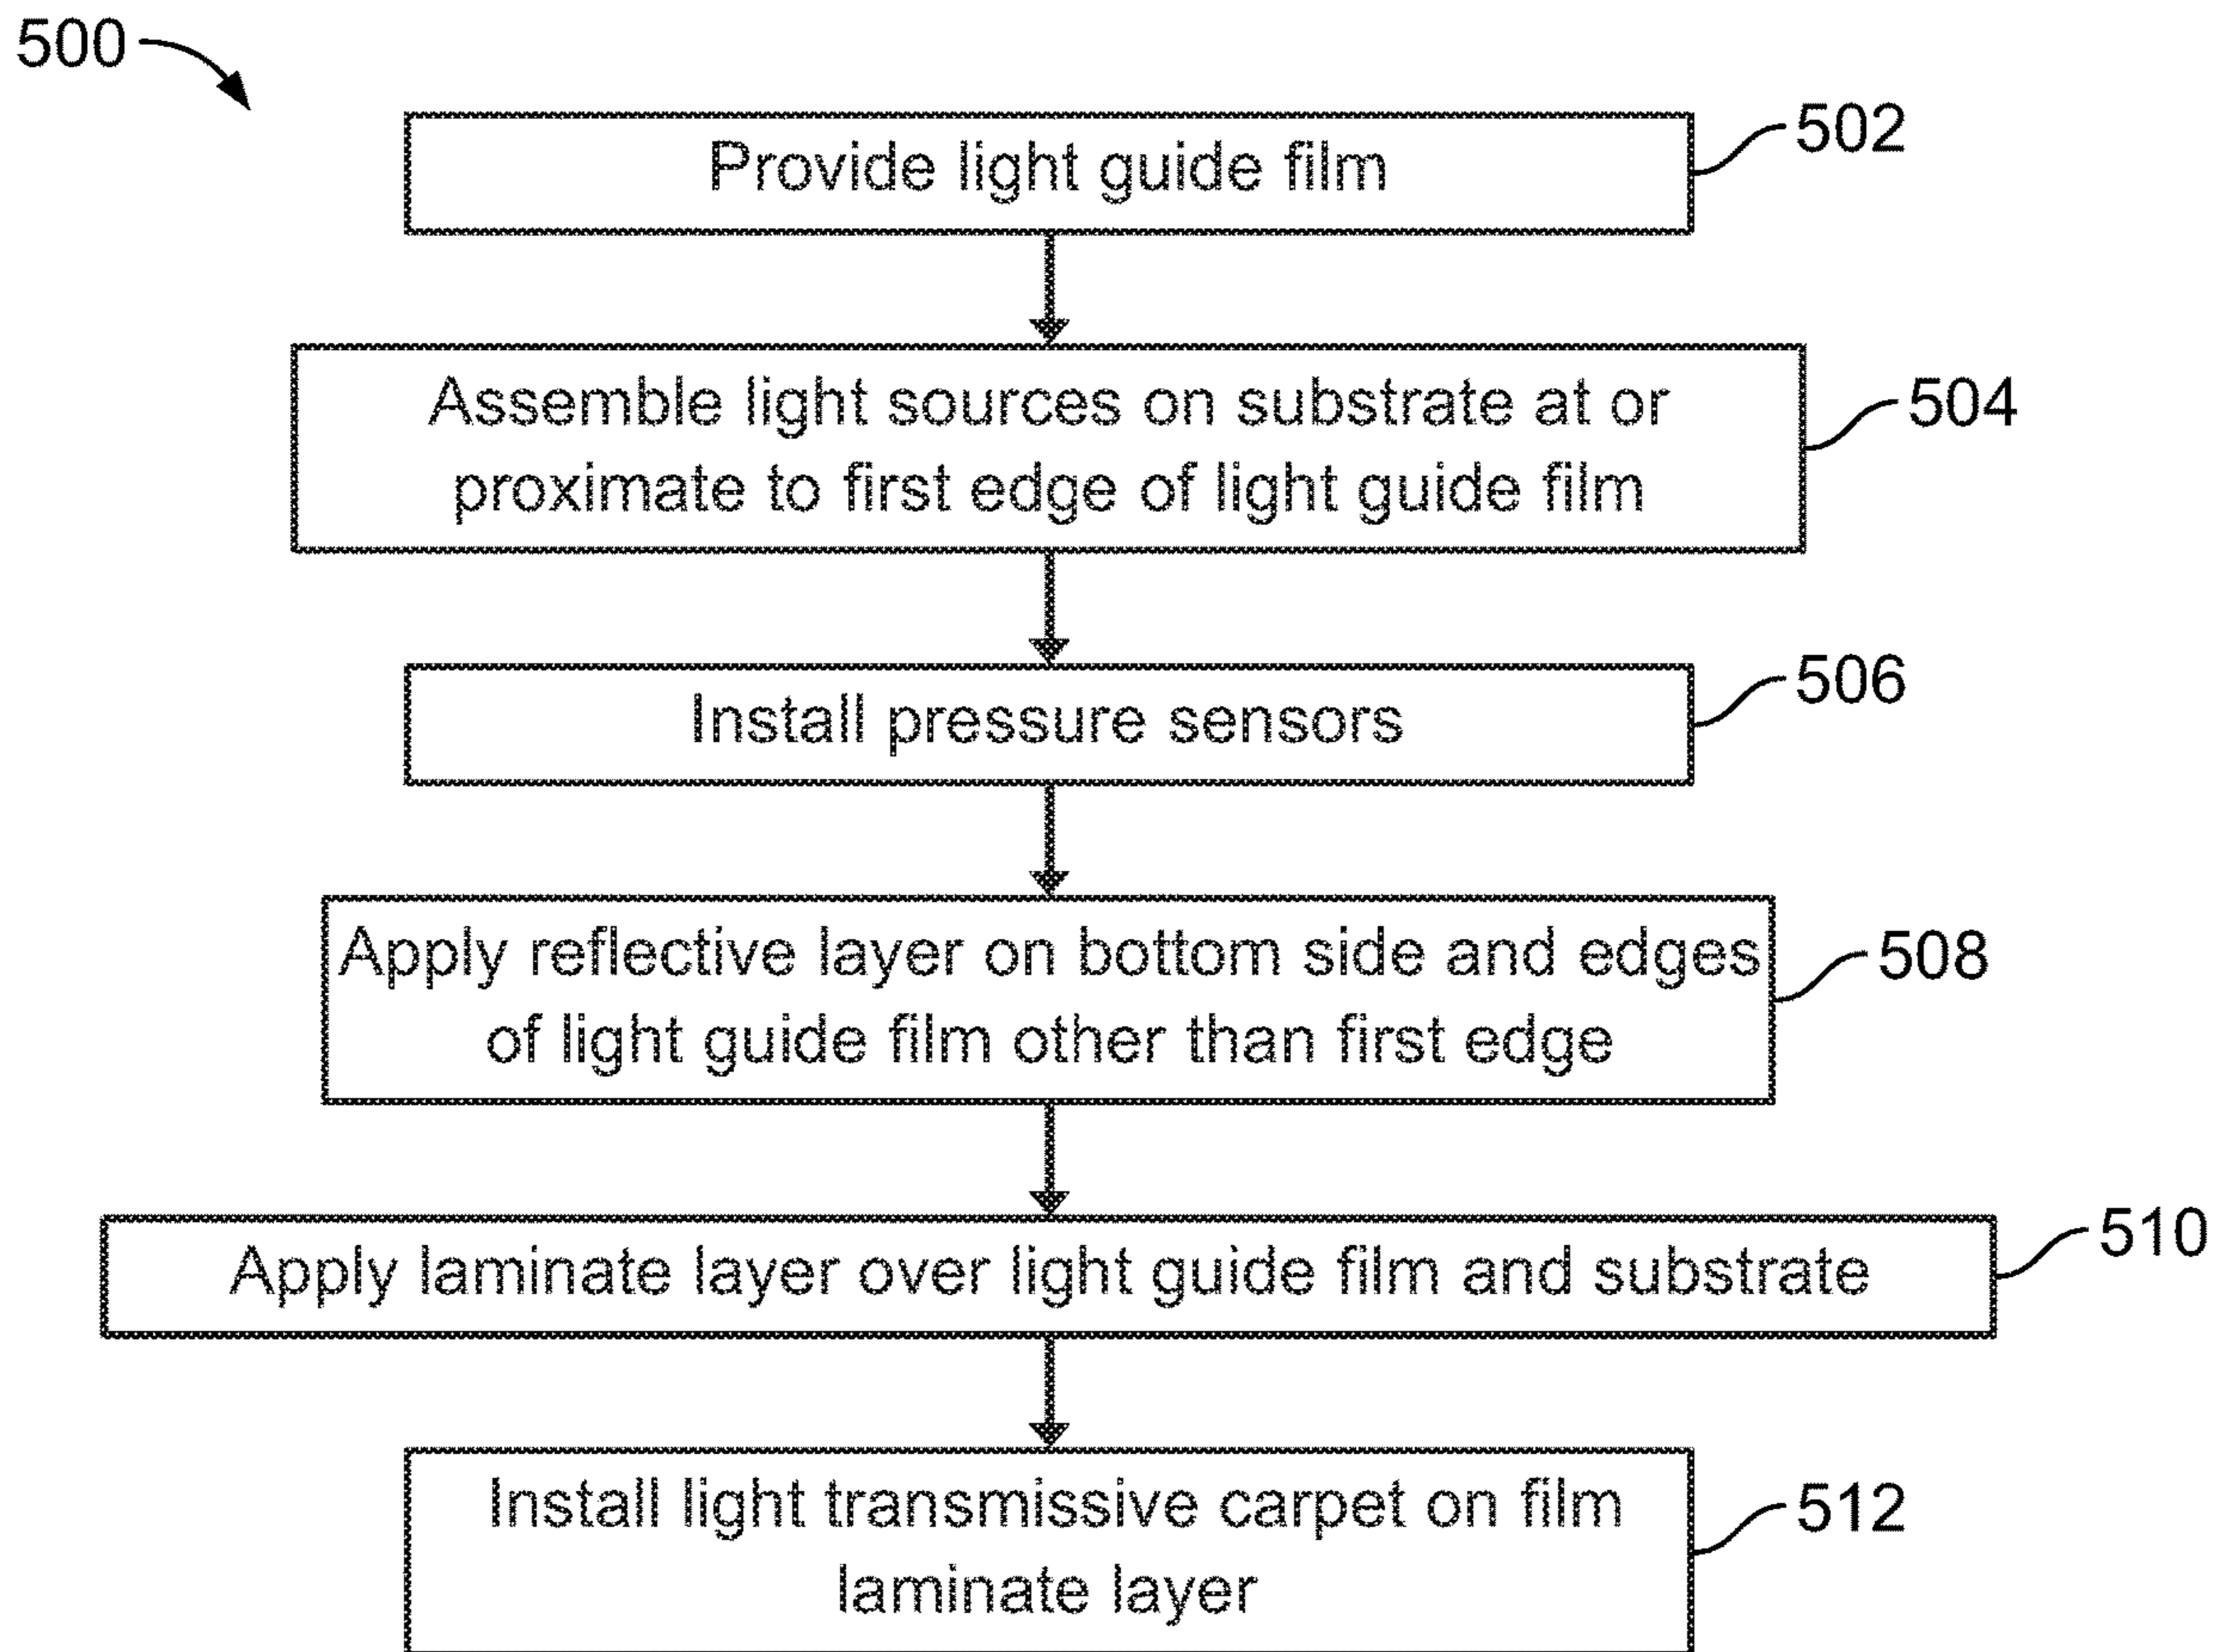 500
Provide light guide film
502
Assemble light sources on substrate at or
proximate to first edge of light guide film
504
Install pressure sensors
506
Apply reflective layer on bottom side and edges
of light guide film other than first edge
508
Apply laminate layer over light guide film and substrate
510
Install light transmissive carpet on film
laminate layer
512